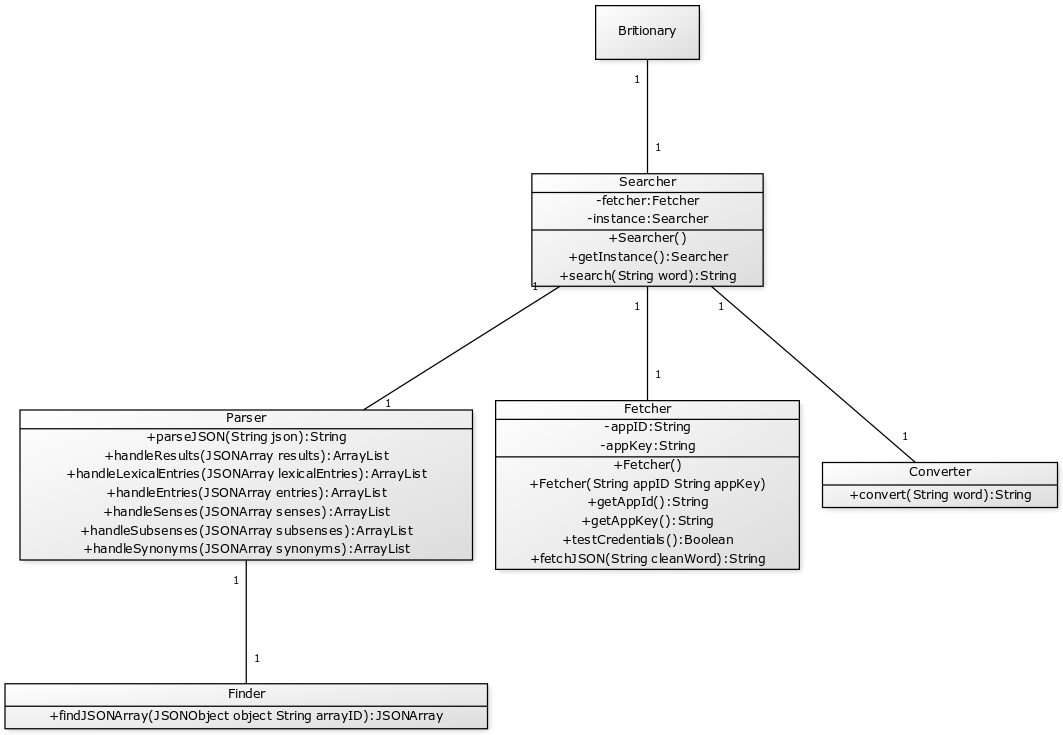 Britionary
1
1
Searcher
-fetcher:Fetcher
-instance:Searcher
+Searcher()
+getInstance():Searcher
+search(String word):String
1
1
1
1
1
1
Parser
+parseJSON(String json):String
+handleResults(JSONArray results):ArrayList
+handleLexicalEntries(JSONArray lexicalEntries):ArrayList
+handleEntries(JSONArray entries):ArrayList
+handleSenses(JSONArray senses):ArrayList
+handleSubsenses(JSONArray subsenses):ArrayList
+handleSynonyms(JSONArray synonyms):ArrayList
Fetcher
-appID:String
-appKey:String
+Fetcher()
+Fetcher(String appID String appKey)
+getAppId():String
+getAppKey():String
+testCredentials():Boolean
+fetchJSON(String cleanWord):String
Converter
+convert(String word):String
1
1
Finder
+findJSONArray(JSONObject object String arrayID):JSONArray